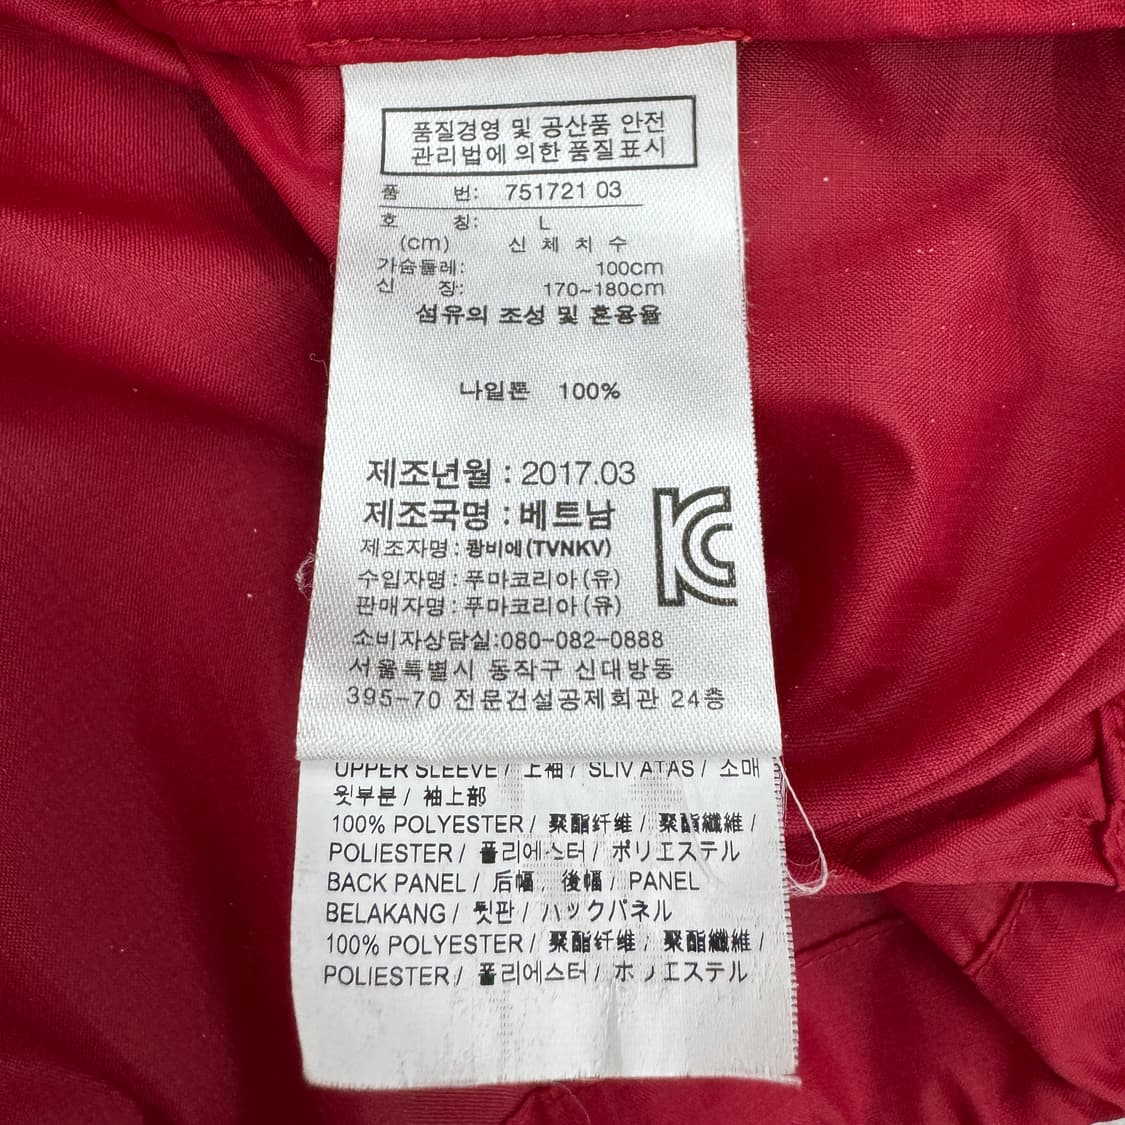 품질경영 및 공산품 안전
관리법에 의한 품질표시
품 번: 751721 03
호 칭: L
(cm) 신 체 치 수
가슴둘레: 100cm
신 장: 170~180cm
섬유의 조성 및 혼용율
나일론 100%
제조년월 : 2017.03
제조국명 : 베트남
제조자명 : 쾅비에(TVNKV)
수입자명 : 푸마코리아 (유)
판매자명 : 푸마코리아 (유)
소비자상담실:080-082-0888
서울특별시 동작구 신대방동
395-70 전문건설공제회관 24층
UPPER SLEEVE / 上袖 / SLIV ATAS / 소매
윗부분 / 袖上部
100% POLYESTER / 聚酯纤维 / 聚酯纖維 /
POLIESTER / 폴리에스터 / ポリエステル
BACK PANEL / 后幅 / 後幅 / PANEL
BELAKANG / 뒷판 / バックパネル
100% POLYESTER / 聚酯纤维 / 聚酯纖維 /
POLIESTER / 폴리에스터 / ポリエステル